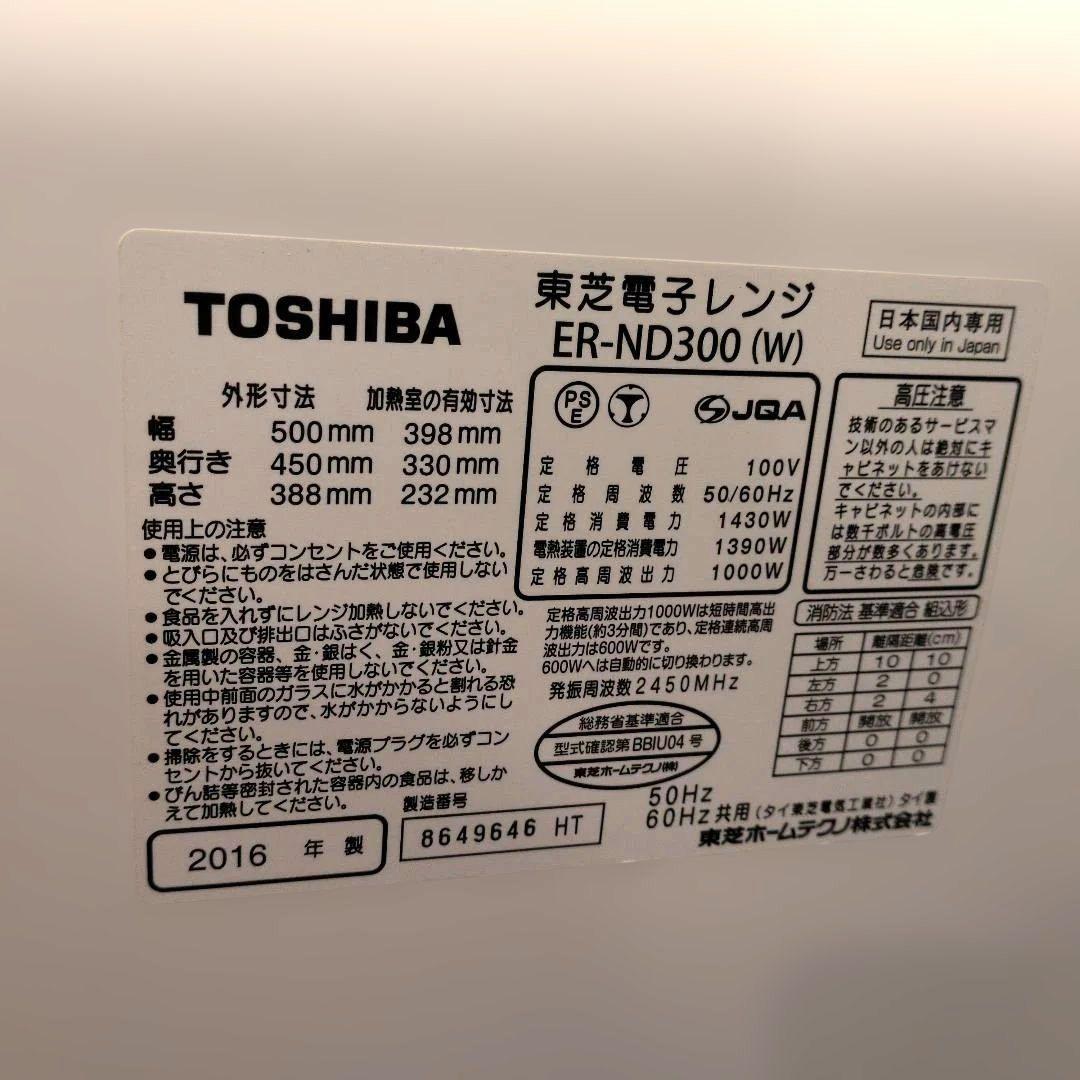 TOSHIBA
東芝電子レンジ
ER-ND300 (W)
日本国内専用
Use only in Japan
外形寸法 加熱室の有効寸法
幅 500mm 398mm
奥行き 450mm 330mm
高さ 388mm 232mm
使用上の注意
●電源は、必ずコンセントをご使用ください。
●とびらにものをはさんだ状態で使用しない
でください。
●食品を入れずにレンジ加熱しないでください。
●吸入口及び排出口はふさがないでください。
●金属製の容器、金・銀はく、金・銀粉又は針金
を用いた容器等を使用しないでください。
●使用中前面のガラスに水がかかると割れる恐
れがありますので、水がかからないようにし
てください。
●掃除をするときには、電源プラグを必ずコン
セントから抜いてください。
●びん詰等密封された容器内の食品は、移しか
えて加熱してください。
2016 年 製
製造番号
8649646 HT
PS
E
JQA
定格電圧 100V
定格周波数 50/60Hz
定格消費電力 1430W
電熱装置の定格消費電力 1390W
定格高周波出力 1000W
定格高周波出力1000Wは短時間高出
力機能(約3分間)であり、定格連続高周
波出力は600Wです。
600Wへは自動的に切り換わります。
発振周波数2450MHz
総務省基準適合
型式確認第BBIU04号
東芝ホームテクノ(株)
高圧注意
技術のあるサービスマ
ン以外の人は絶対にキ
ャビネットをあけない
でください。
キャビネットの内部に
は数千ボルトの高電圧
部分が数多くあります。
万一さわると危険です。
消防法 基準適合 組込形
場所 離隔距離(cm)
上方 10 10
左方 2 0
右方 2 4
前方 開放 開放
後方 0 0
下方 0 0
50Hz
60Hz共用(タイ東芝電信工業社)タイ国
東芝ホームテクノ株式会社